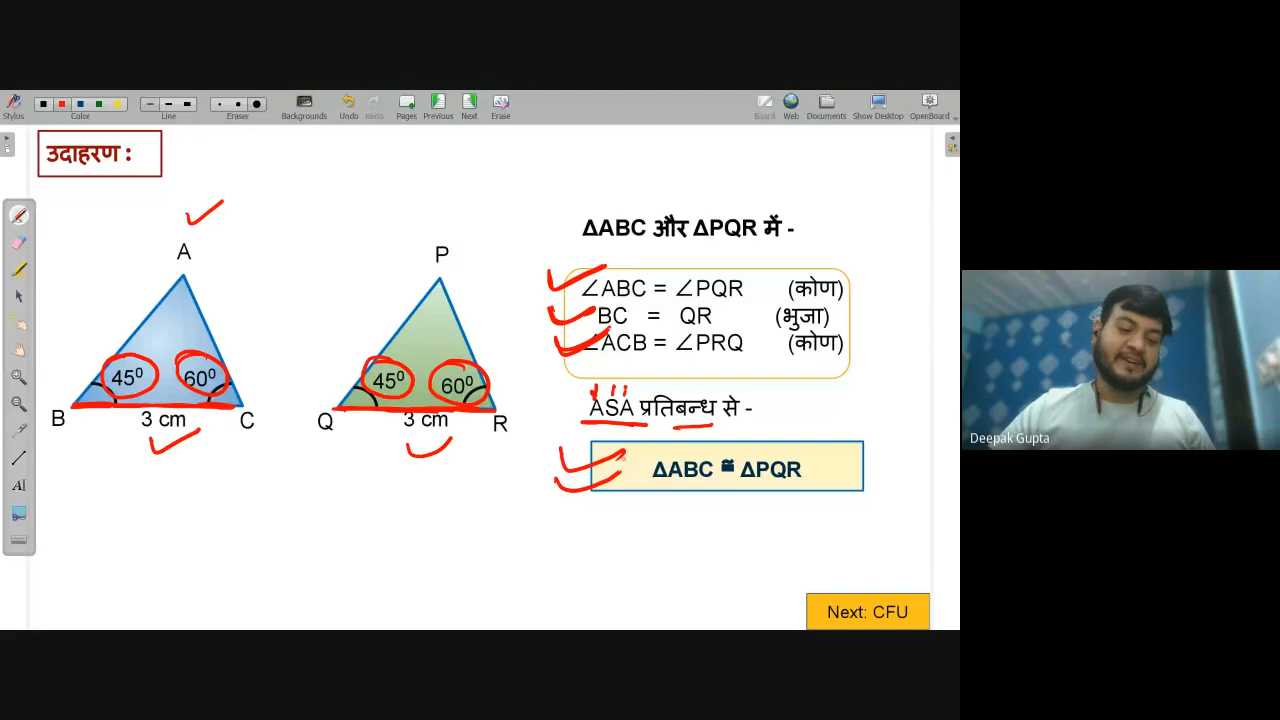 Stylus
Color
Line
Eraser
Backgrounds
Undo
Redo
Pages
Previous
Next
Erase
Board
Web
Documents
Show Desktop
OpenBoard
उदाहरण :
A
45⁰
60⁰
B
3 cm
C
P
45⁰
60⁰
Q
3 cm
R
ΔABC और ΔPQR में -
∠ABC = ∠PQR (कोण)
BC = QR (भुजा)
∠ACB = ∠PRQ (कोण)
ASA प्रतिबन्ध से -
ΔABC ≅ ΔPQR
Next: CFU
Deepak Gupta